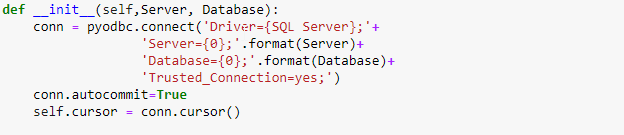 def __init__(self,Server, Database):
    conn = pyodbc.connect('Driver={SQL Server};'+
                  'Server={0};'.format(Server)+
                  'Database={0};'.format(Database)+
                  'Trusted_Connection=yes;')
    conn.autocommit=True
    self.cursor = conn.cursor()